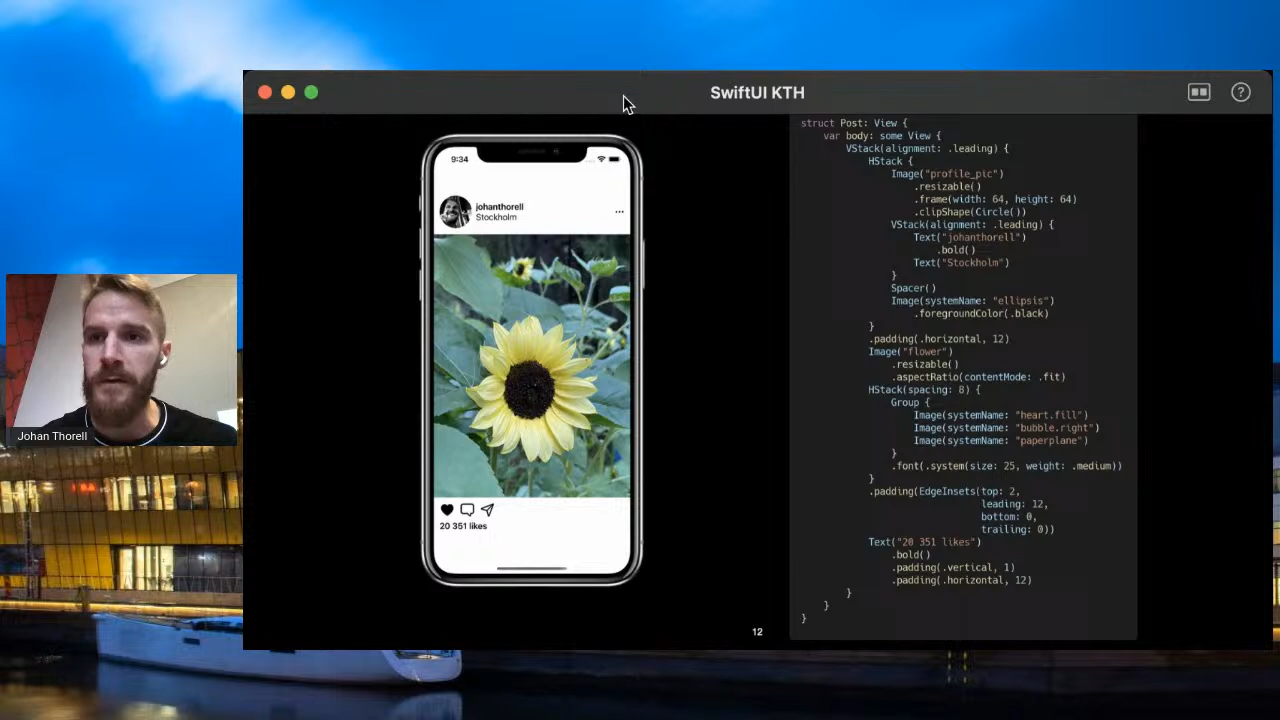 SwiftUI KTH
9:34
johanthorell
Stockholm
20 351 likes
struct Post: View {
var body: some View {
VStack(alignment: .leading) {
HStack {
Image("profile_pic")
.resizable()
.frame(width: 64, height: 64)
.clipShape(Circle())
VStack(alignment: .leading) {
Text("johanthorell")
.bold()
Text("Stockholm")
}
Spacer()
Image(systemName: "ellipsis")
.foregroundColor(.black)
}
.padding(.horizontal, 12)
Image("flower")
.resizable()
.aspectRatio(contentMode: .fit)
HStack(spacing: 8) {
Group {
Image(systemName: "heart.fill")
Image(systemName: "bubble.right")
Image(systemName: "paperplane")
}
.font(.system(size: 25, weight: .medium))
}
.padding(EdgeInsets(top: 2,
leading: 12,
bottom: 0,
trailing: 0))
Text("20 351 likes")
.bold()
.padding(.vertical, 1)
.padding(.horizontal, 12)
}
}
}
12
Johan Thorell